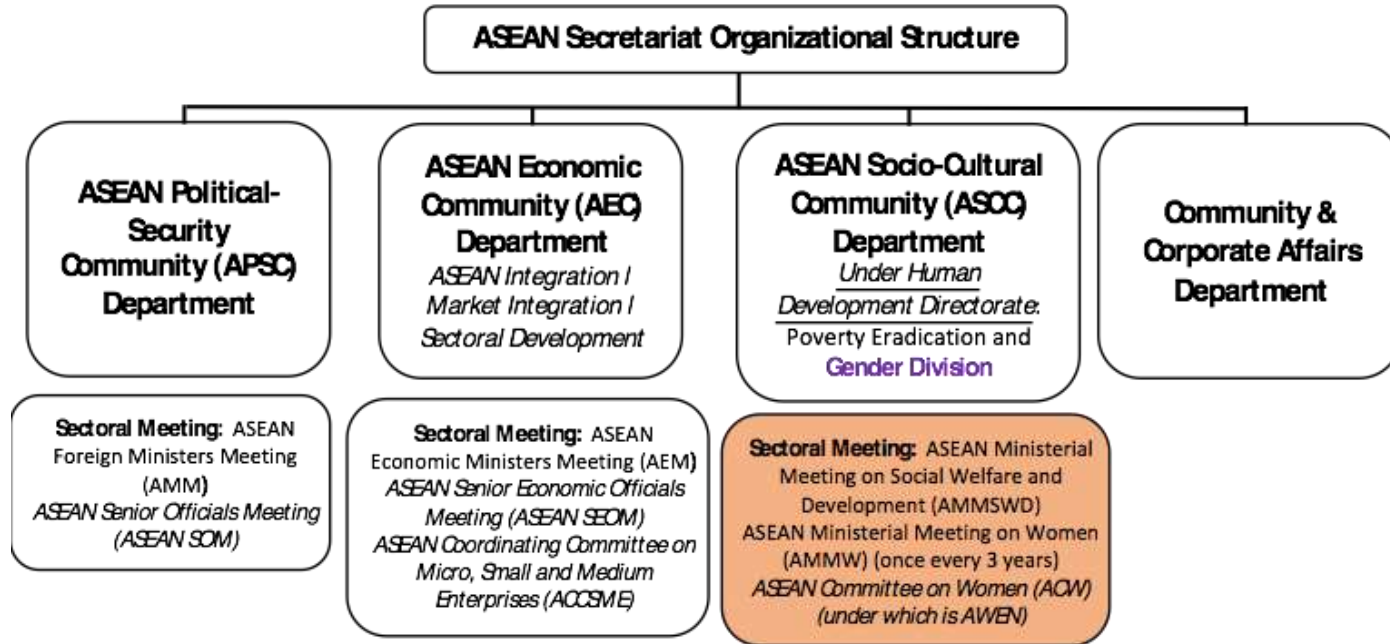 ASEAN Secretariat Organizational Structure
ASEAN Political-
Security
Community (APSC)
Department
ASEAN Economic
Community (AEC)
Department
ASEAN Integration I
Market Integration I
Sectoral Development
ASEAN Socio-Cultural
Community (ASCC)
Department
Under Human
Development Directorate:
Poverty Eradication and
Gender Division
Community &
Corporate Affairs
Department
Sectoral Meeting: ASEAN
Foreign Ministers Meeting
(AMM)
ASEAN Senior Officials Meeting
(ASEAN SOM)
Sectoral Meeting: ASEAN
Economic Ministers Meeting (AEM)
ASEAN Senior Economic Officials
Meeting (ASEAN SEOM)
ASEAN Coordinating Committee on
Micro, Small and Medium
Enterprises (ACCSME)
Sectoral Meeting: ASEAN Ministerial
Meeting on Social Welfare and
Development (AMMSWD)
ASEAN Ministerial Meeting on Women
(AMMW) (once every 3 years)
ASEAN Committee on Women (ACW)
(under which is AWEN)